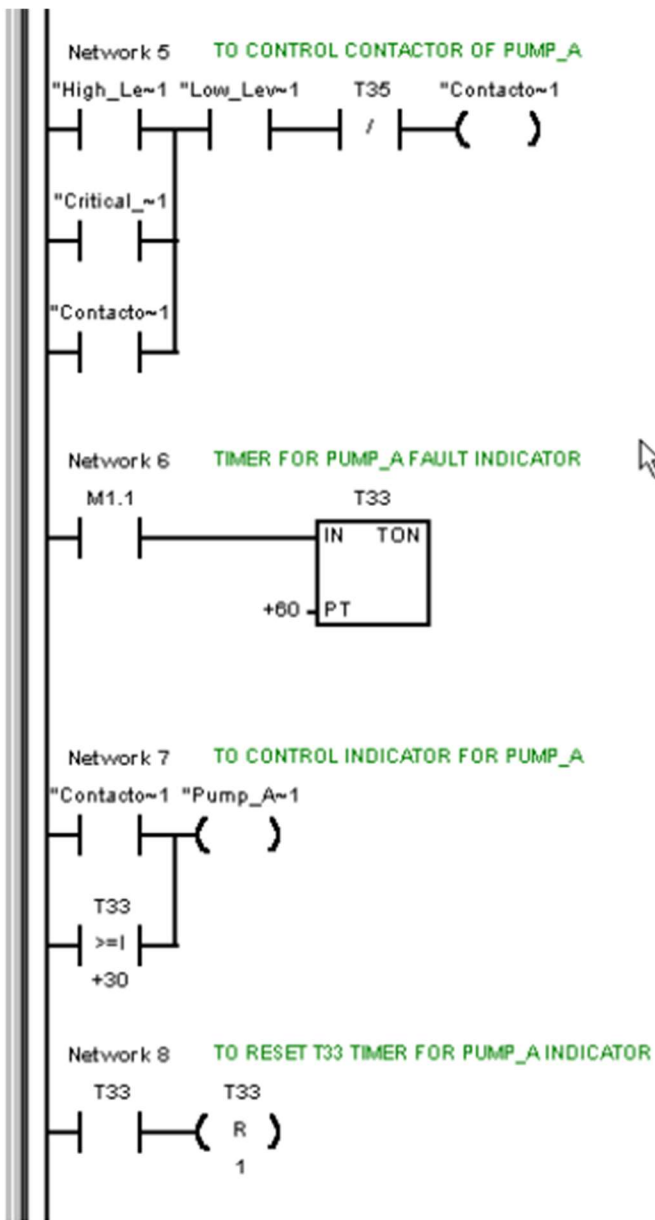 Network 5 TO CONTROL CONTACTOR OF PUMP_A
"High_Le~1 "Low_Lev~1 T35 "Contacto~1
/
"Critical_~1
"Contacto~1
Network 6 TIMER FOR PUMP_A FAULT INDICATOR
M1.1 T33
IN TON
+60 PT
Network 7 TO CONTROL INDICATOR FOR PUMP_A
"Contacto~1 "Pump_A~1
T33
>=I
+30
Network 8 TO RESET T33 TIMER FOR PUMP_A INDICATOR
T33 T33
R
1